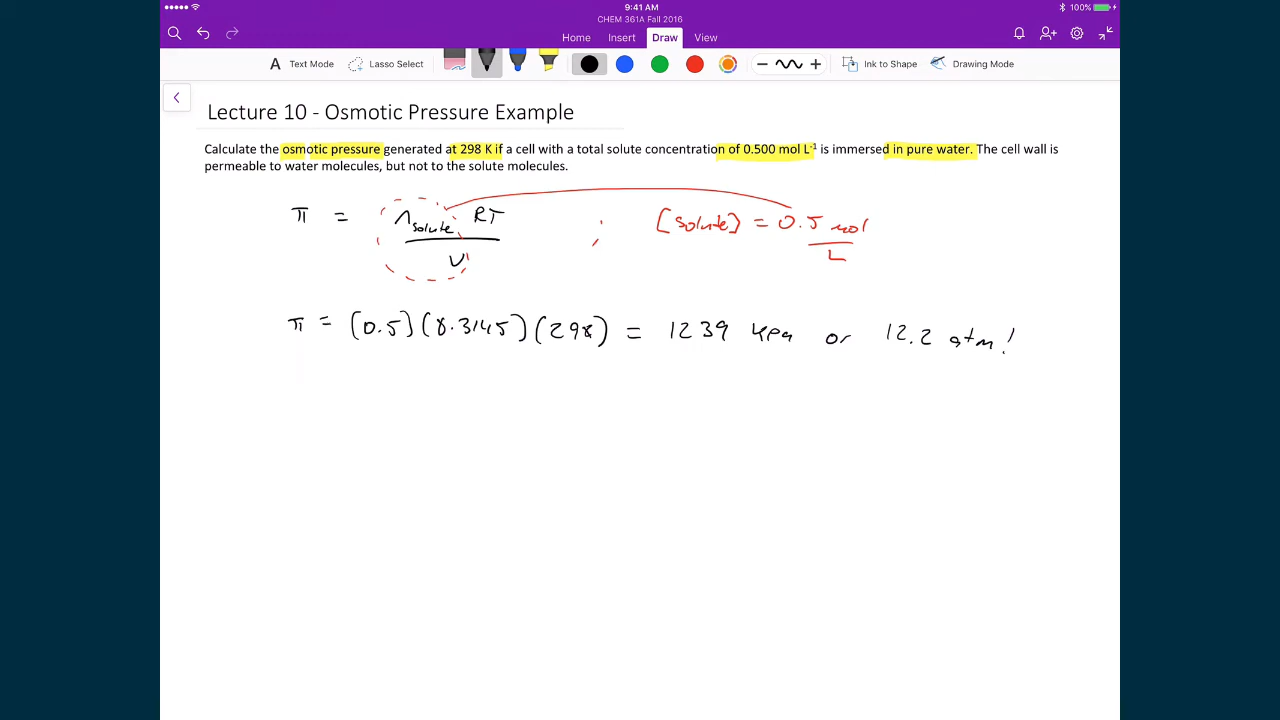 9:41 AM
100%
CHEM 361A Fall 2016
Home Insert Draw View
A Text Mode Lasso Select Ink to Shape Drawing Mode
Lecture 10 - Osmotic Pressure Example
Calculate the osmotic pressure generated at 298 K if a cell with a total solute concentration of 0.500 mol L⁻¹ is immersed in pure water. The cell wall is
permeable to water molecules, but not to the solute molecules.
π = n solute RT ; [solute] = 0.5 mol
V L
π = (0.5)(8.3145)(298) = 1239 kPa or 12.2 atm!